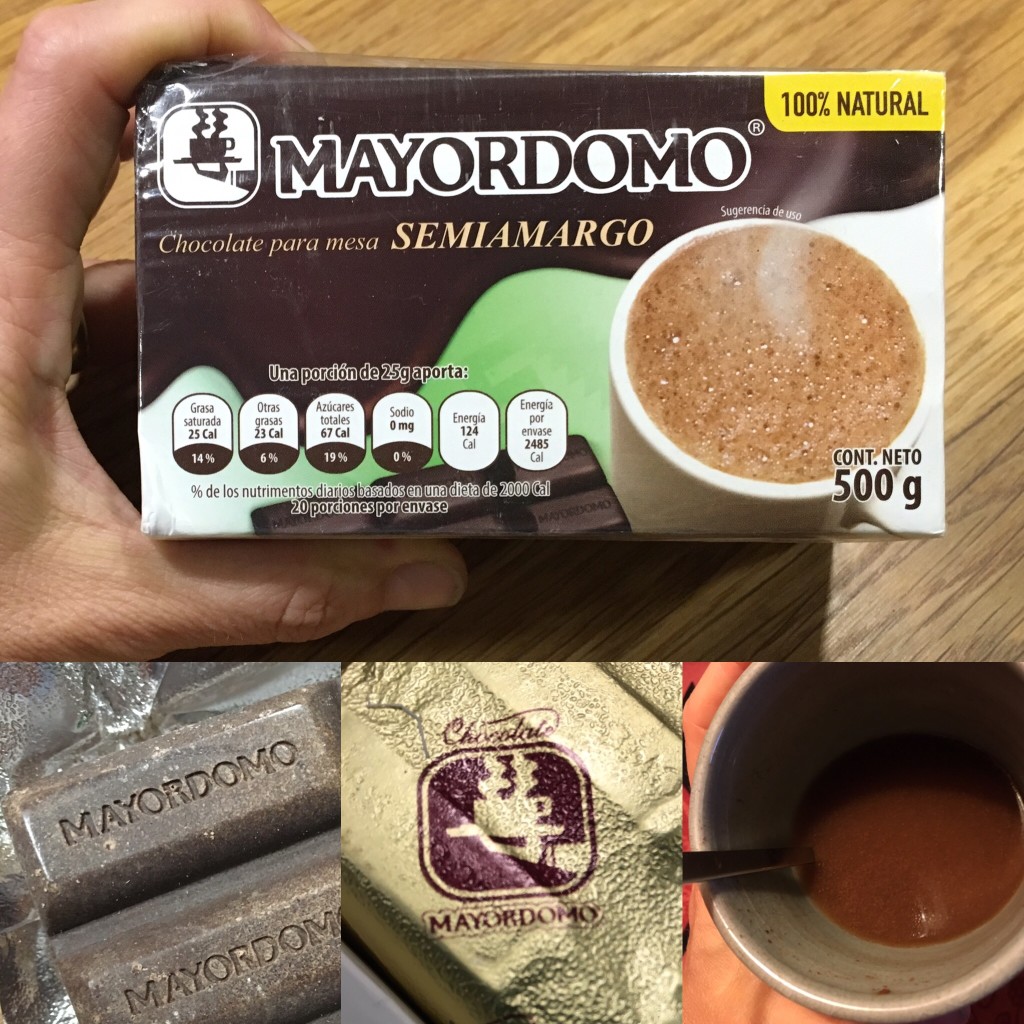 100% NATURAL
MAYORDOMO®
Sugerencia de uso
Chocolate para mesa SEMIAMARGO
Una porción de 25g aporta:
Grasa saturada 25 Cal 14 %
Otras grasas 23 Cal 6 %
Azúcares totales 67 Cal 19 %
Sodio 0 mg 0 %
Energía 124 Cal
Energía por envase 2485 Cal
% de los nutrimentos diarios basados en una dieta de 2000 Cal
20 porciones por envase
CONT. NETO
500 g
MAYORDOMO
MAYORDOMO
MAYORDOMO
Chocolate
MAYORDOMO